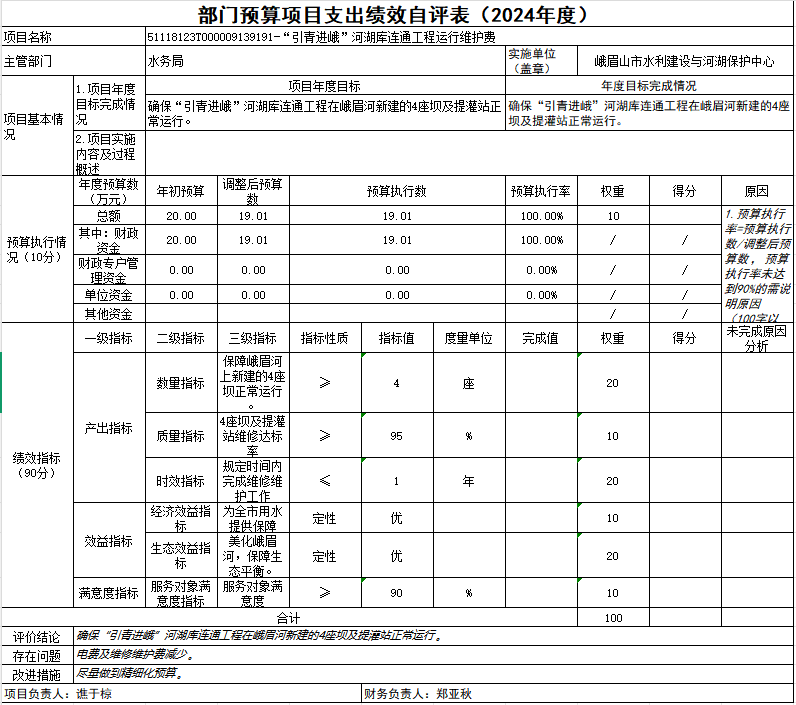 部门预算项目支出绩效自评表（2024年度）
项目名称 51118123T000009139191-“引青进峨”河湖库连通工程运行维护费
主管部门 水务局 实施单位（盖章） 峨眉山市水利建设与河湖保护中心
项目基本情况 1.项目年度目标完成情况 项目年度目标 年度目标完成情况
确保“引青进峨”河湖库连通工程在峨眉河新建的4座坝及提灌站正常运行。 确保“引青进峨”河湖库连通工程在峨眉河新建的4座坝及提灌站正常运行。
2.项目实施内容及过程概述
预算执行情况（10分） 年度预算数（万元） 年初预算 调整后预算数 预算执行数 预算执行率 权重 得分 原因
总额 20.00 19.01 19.01 100.00% 10 1.预算执行率=预算执行数/调整后预算数，预算执行率未达到90%的需说明原因（100字以
其中：财政资金 20.00 19.01 19.01 100.00% / /
财政专户管理资金 0.00 0.00 0.00 0.00% / /
单位资金 0.00 0.00 0.00 0.00% / /
其他资金 / /
绩效指标（90分） 一级指标 二级指标 三级指标 指标性质 指标值 度量单位 完成值 权重 得分 未完成原因分析
产出指标 数量指标 保障峨眉河上新建的4座坝正常运行。 ≥ 4 座 20
质量指标 4座坝及提灌站维修达标率 ≥ 95 % 10
时效指标 规定时间内完成维修维护工作 ≤ 1 年 20
效益指标 经济效益指标 为全市用水提供保障 定性 优 10
生态效益指标 美化峨眉河，保障生态平衡。 定性 优 20
满意度指标 服务对象满意度指标 服务对象满意度 ≥ 90 % 10
合计 100
评价结论 确保“引青进峨”河湖库连通工程在峨眉河新建的4座坝及提灌站正常运行。
存在问题 电费及维修维护费减少。
改进措施 尽量做到精细化预算。
项目负责人：谯于棕 财务负责人：郑亚秋